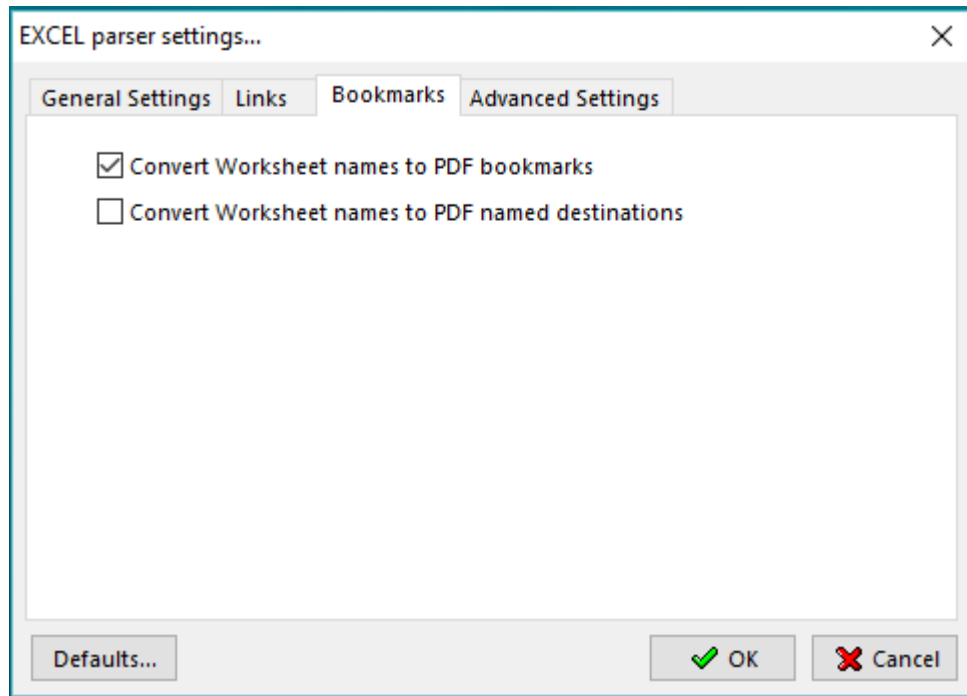 EXCEL parser settings...
General Settings Links Bookmarks Advanced Settings
Convert Worksheet names to PDF bookmarks
Convert Worksheet names to PDF named destinations
Defaults... OK Cancel